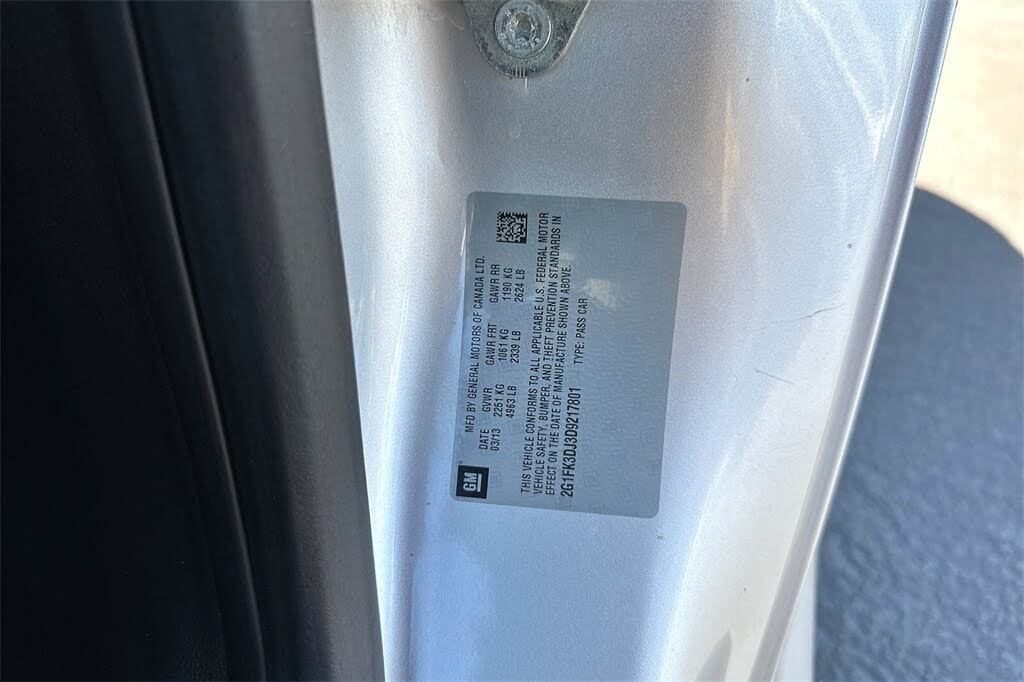 GM
MFD BY GENERAL MOTORS OF CANADA LTD.
DATE GVWR GAWR FRT GAWR RR
03/13 2251 KG 1061 KG 1190 KG
4963 LB 2339 LB 2624 LB
THIS VEHICLE CONFORMS TO ALL APPLICABLE U.S. FEDERAL MOTOR
VEHICLE SAFETY, BUMPER, AND THEFT PREVENTION STANDARDS IN
EFFECT ON THE DATE OF MANUFACTURE SHOWN ABOVE.
2G1FK3DJ3D9217801 TYPE: PASS CAR